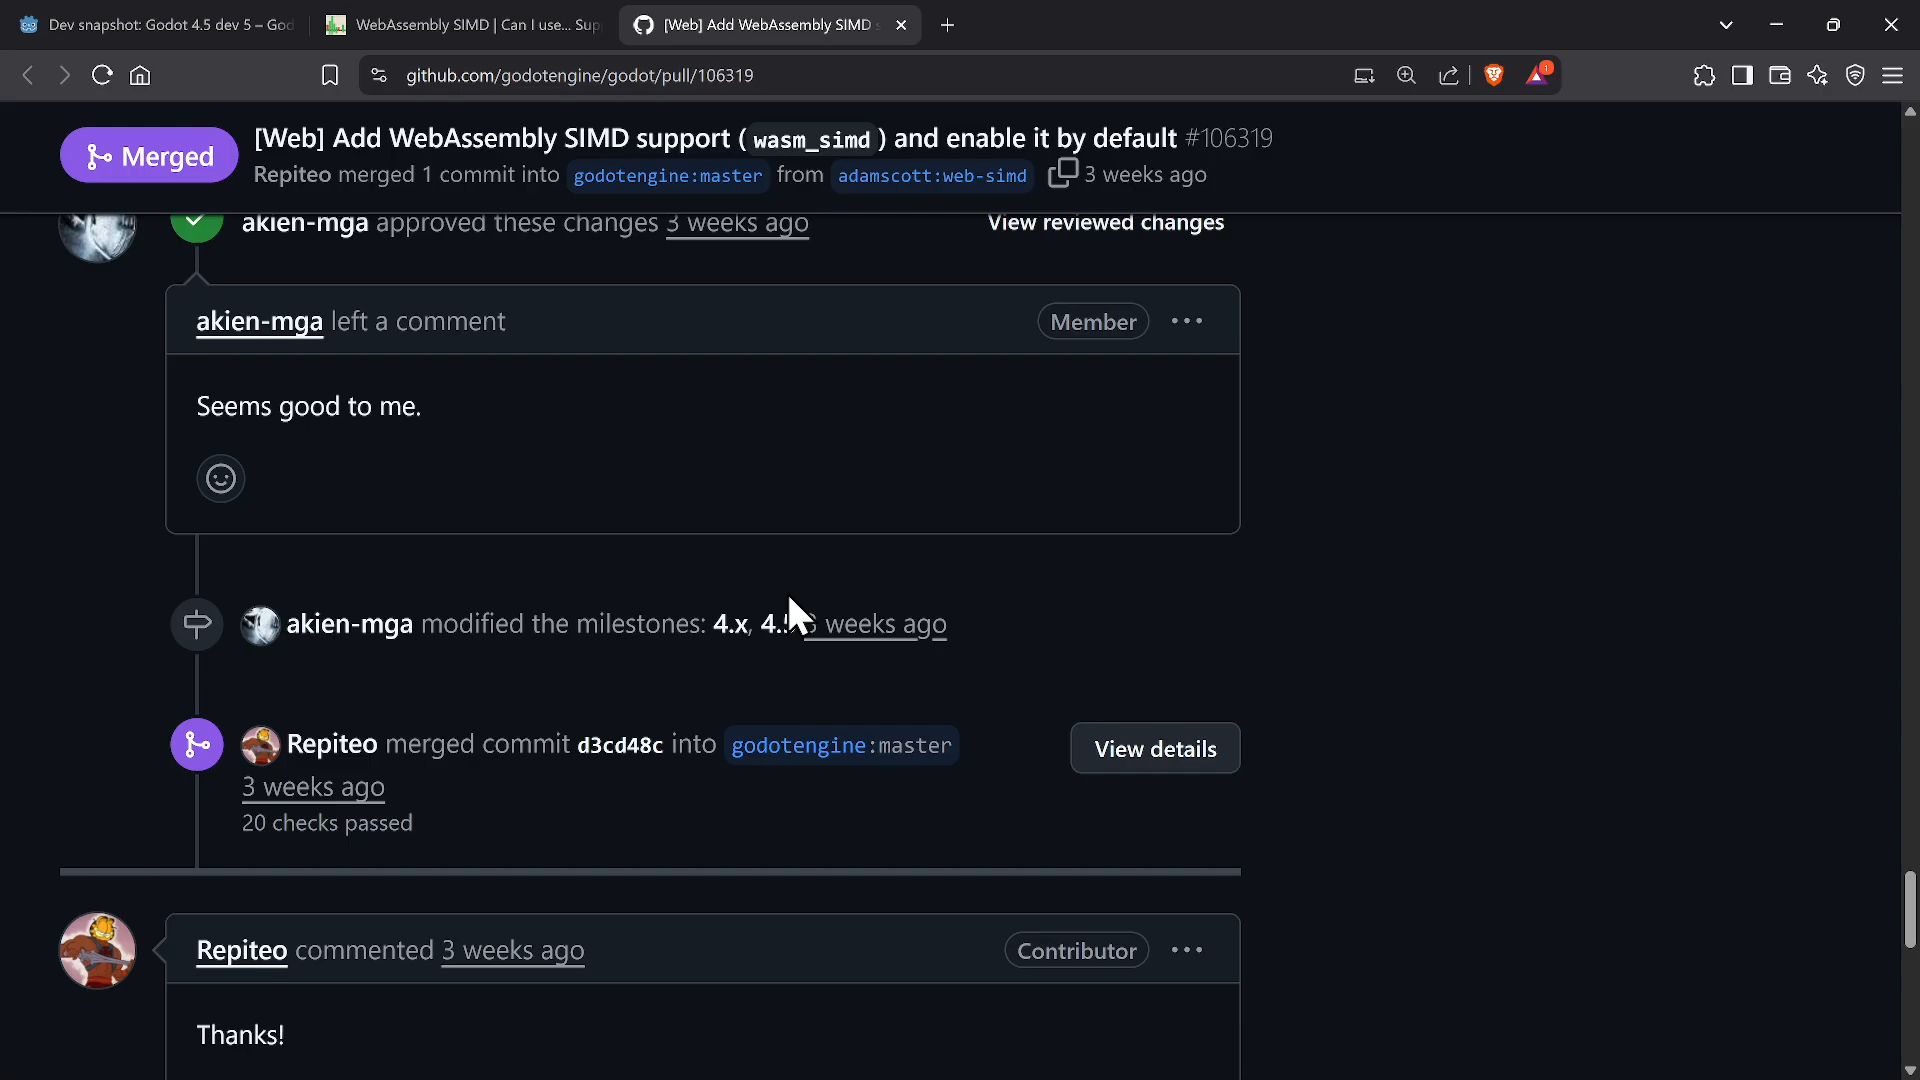 Dev snapshot: Godot 4.5 dev 5 – God
WebAssembly SIMD | Can I use... Sup
[Web] Add WebAssembly SIMD s
github.com/godotengine/godot/pull/106319
1
Merged
[Web] Add WebAssembly SIMD support (wasm_simd) and enable it by default #106319
Repiteo merged 1 commit into godotengine:master from adamscott:web-simd 3 weeks ago
akien-mga approved these changes 3 weeks ago
View reviewed changes
akien-mga left a comment
Member
Seems good to me.
akien-mga modified the milestones: 4.x, 4. weeks ago
Repiteo merged commit d3cd48c into godotengine:master
View details
3 weeks ago
20 checks passed
Repiteo commented 3 weeks ago
Contributor
Thanks!